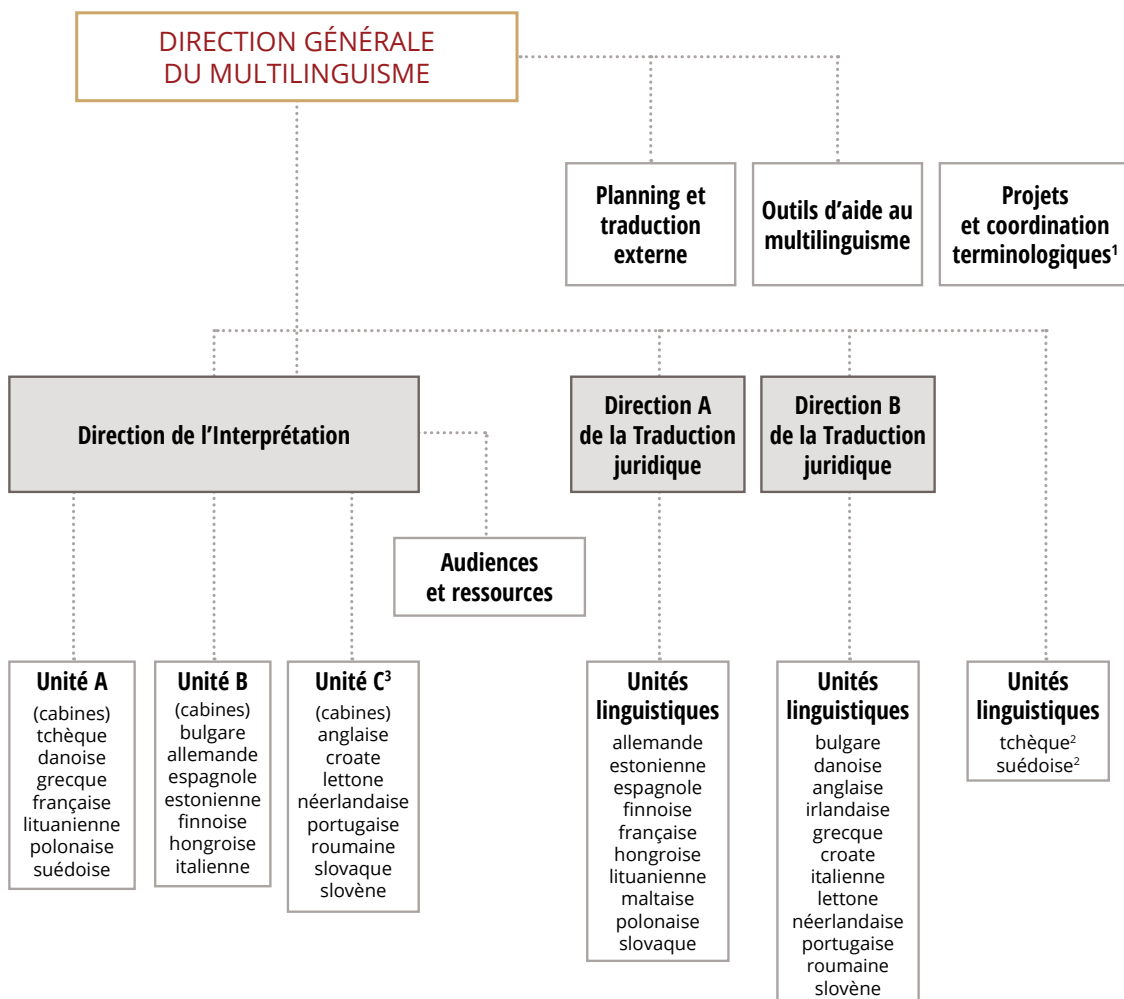 DIRECTION GÉNÉRALE
DU MULTILINGUISME
Planning et
traduction
externe
Outils d’aide au
multilinguisme
Projets
et coordination
terminologiques¹
Direction de l’Interprétation
Direction A
de la Traduction
juridique
Direction B
de la Traduction
juridique
Audiences
et ressources
Unité A
(cabines)
tchèque
danoise
grecque
française
lituanienne
polonaise
suédoise
Unité B
(cabines)
bulgare
allemande
espagnole
estonienne
finnoise
hongroise
italienne
Unité C³
(cabines)
anglaise
croate
lettone
néerlandaise
portugaise
roumaine
slovaque
slovène
Unités
linguistiques
allemande
estonienne
espagnole
finnoise
française
hongroise
lituanienne
maltaise
polonaise
slovaque
Unités
linguistiques
bulgare
danoise
anglaise
irlandaise
grecque
croate
italienne
lettone
néerlandaise
portugaise
roumaine
slovène
Unités
linguistiques
tchèque²
suédoise²